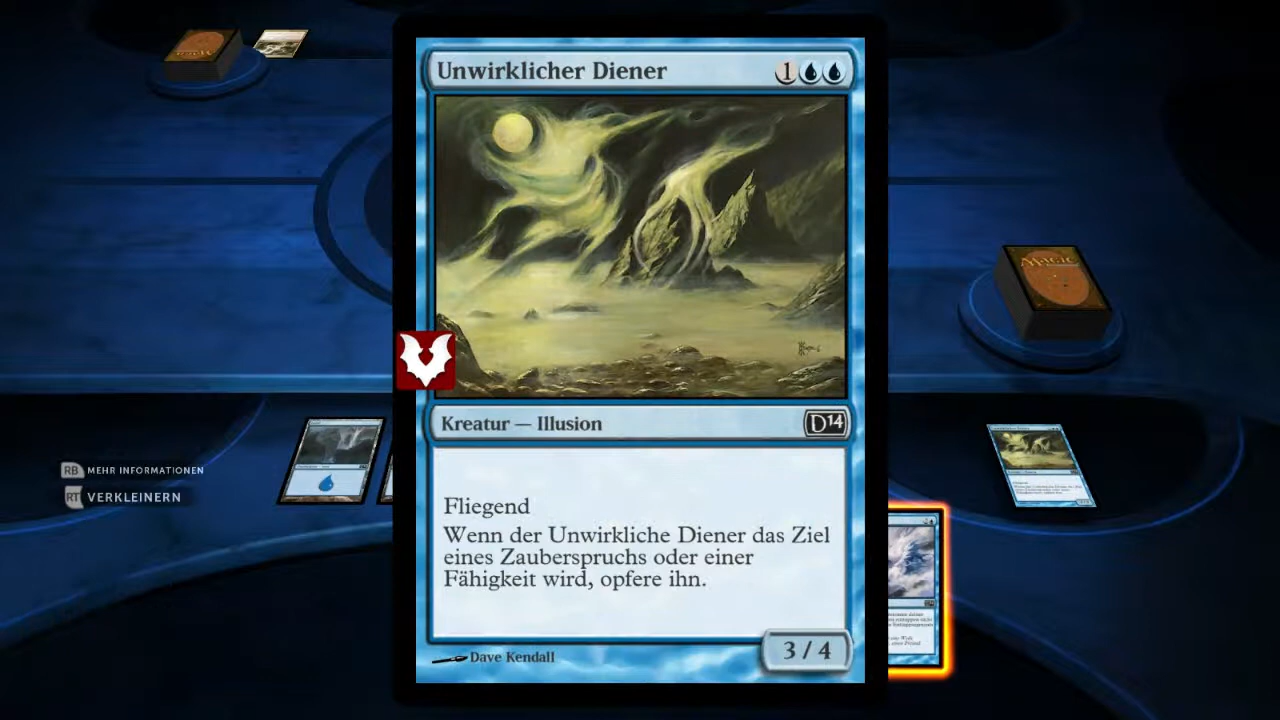 Unwirklicher Diener
1
Kreatur — Illusion
D14
Fliegend
Wenn der Unwirkliche Diener das Ziel
eines Zauberspruchs oder einer
Fähigkeit wird, opfere ihn.
Dave Kendall
3 / 4
RB MEHR INFORMATIONEN
RT VERKLEINERN
MAGIC